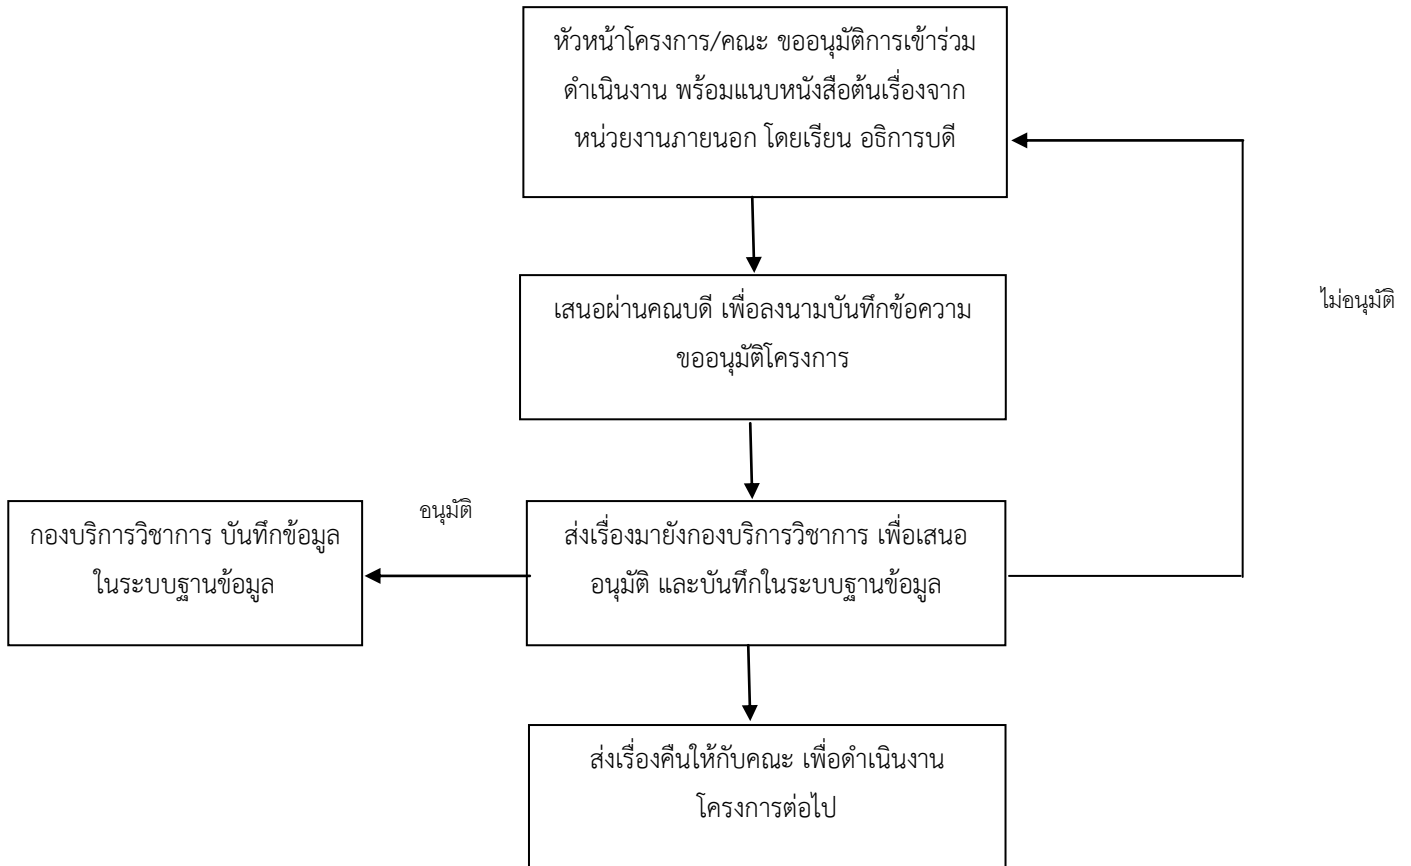 หัวหน้าโครงการ/คณะ ขออนุมัติการเข้าร่วม
ดำเนินงาน พร้อมแนบหนังสือต้นเรื่องจาก
หน่วยงานภายนอก โดยเรียน อธิการบดี
เสนอผ่านคณบดี เพื่อลงนามบันทึกข้อความ
ขออนุมัติโครงการ
ไม่อนุมัติ
อนุมัติ
กองบริการวิชาการ บันทึกข้อมูล
ในระบบฐานข้อมูล
ส่งเรื่องมายังกองบริการวิชาการ เพื่อเสนอ
อนุมัติ และบันทึกในระบบฐานข้อมูล
ส่งเรื่องคืนให้กับคณะ เพื่อดำเนินงาน
โครงการต่อไป